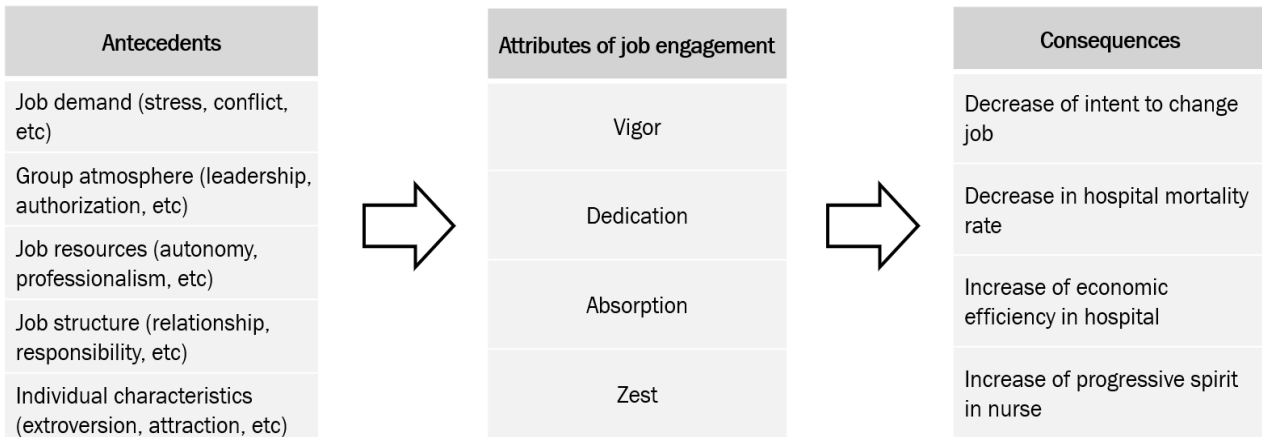 Antecedents
Job demand (stress, conflict,
etc)
Group atmosphere (leadership,
authorization, etc)
Job resources (autonomy,
professionalism, etc)
Job structure (relationship,
responsibility, etc)
Individual characteristics
(extroversion, attraction, etc)
Attributes of job engagement
Vigor
Dedication
Absorption
Zest
Consequences
Decrease of intent to change
job
Decrease in hospital mortality
rate
Increase of economic
efficiency in hospital
Increase of progressive spirit
in nurse